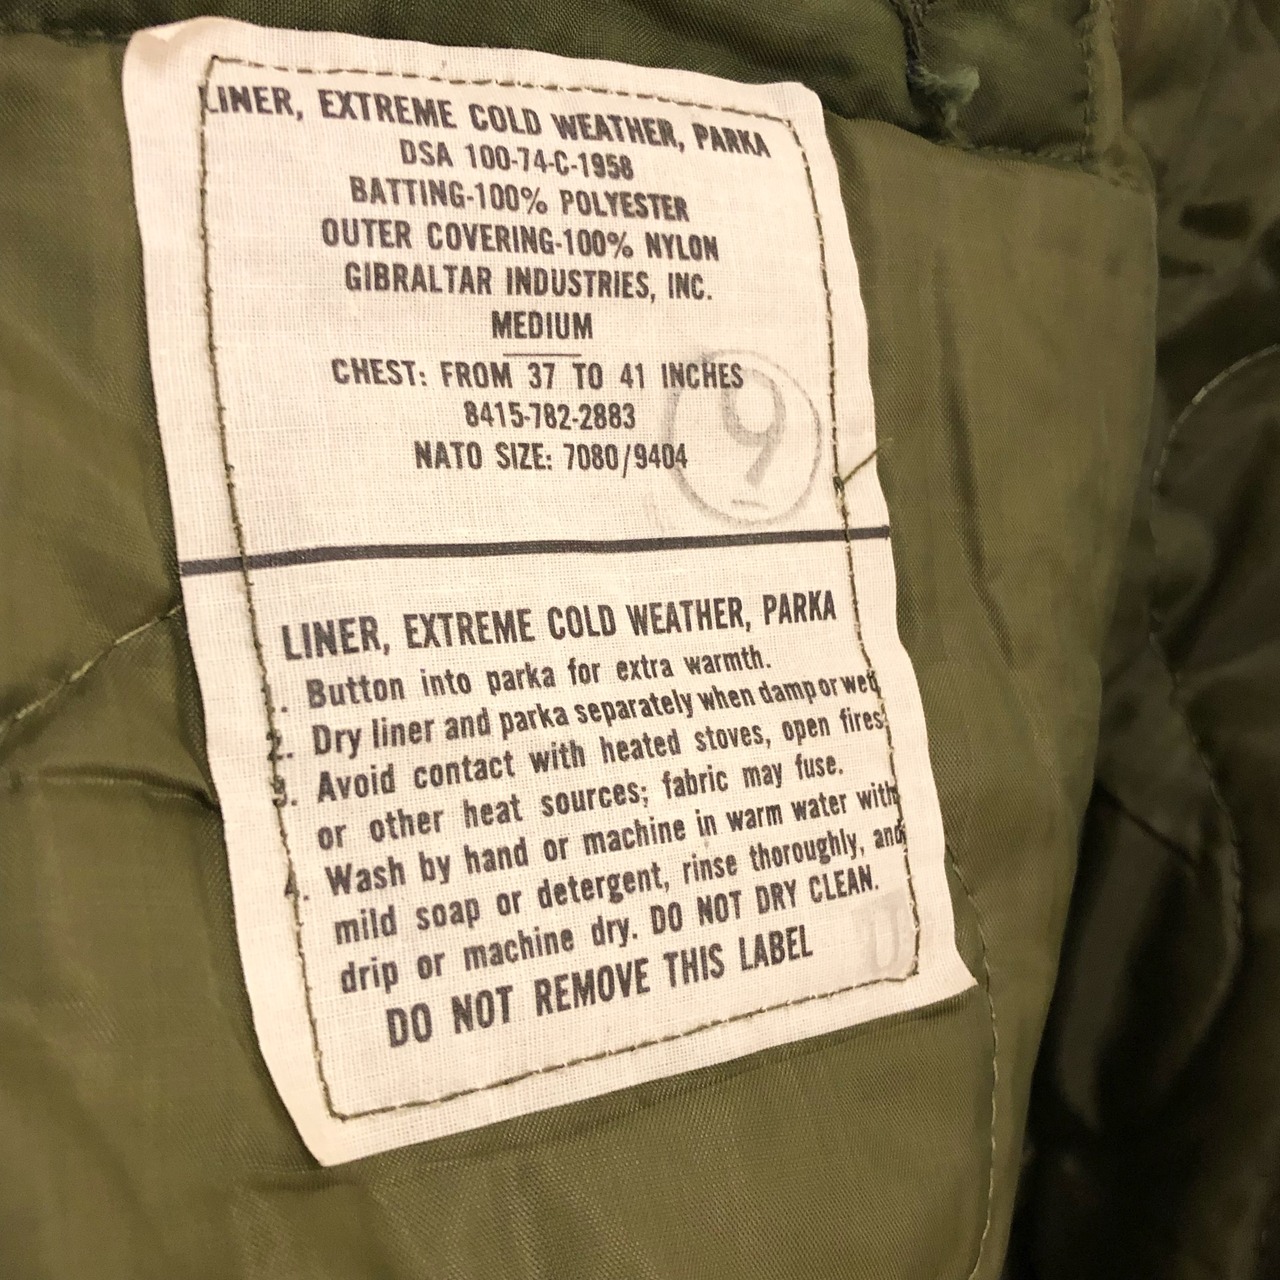 LINER, EXTREME COLD WEATHER, PARKA
DSA 100-74-C-1958
BATTING-100% POLYESTER
OUTER COVERING-100% NYLON
GIBRALTAR INDUSTRIES, INC.
MEDIUM
CHEST: FROM 37 TO 41 INCHES
8415-782-2883
NATO SIZE: 7080/9404
9
LINER, EXTREME COLD WEATHER, PARKA
1. Button into parka for extra warmth.
2. Dry liner and parka separately when damp or wet.
3. Avoid contact with heated stoves, open fires,
or other heat sources; fabric may fuse.
4. Wash by hand or machine in warm water with
mild soap or detergent, rinse thoroughly, and
drip or machine dry. DO NOT DRY CLEAN.
DO NOT REMOVE THIS LABEL
U